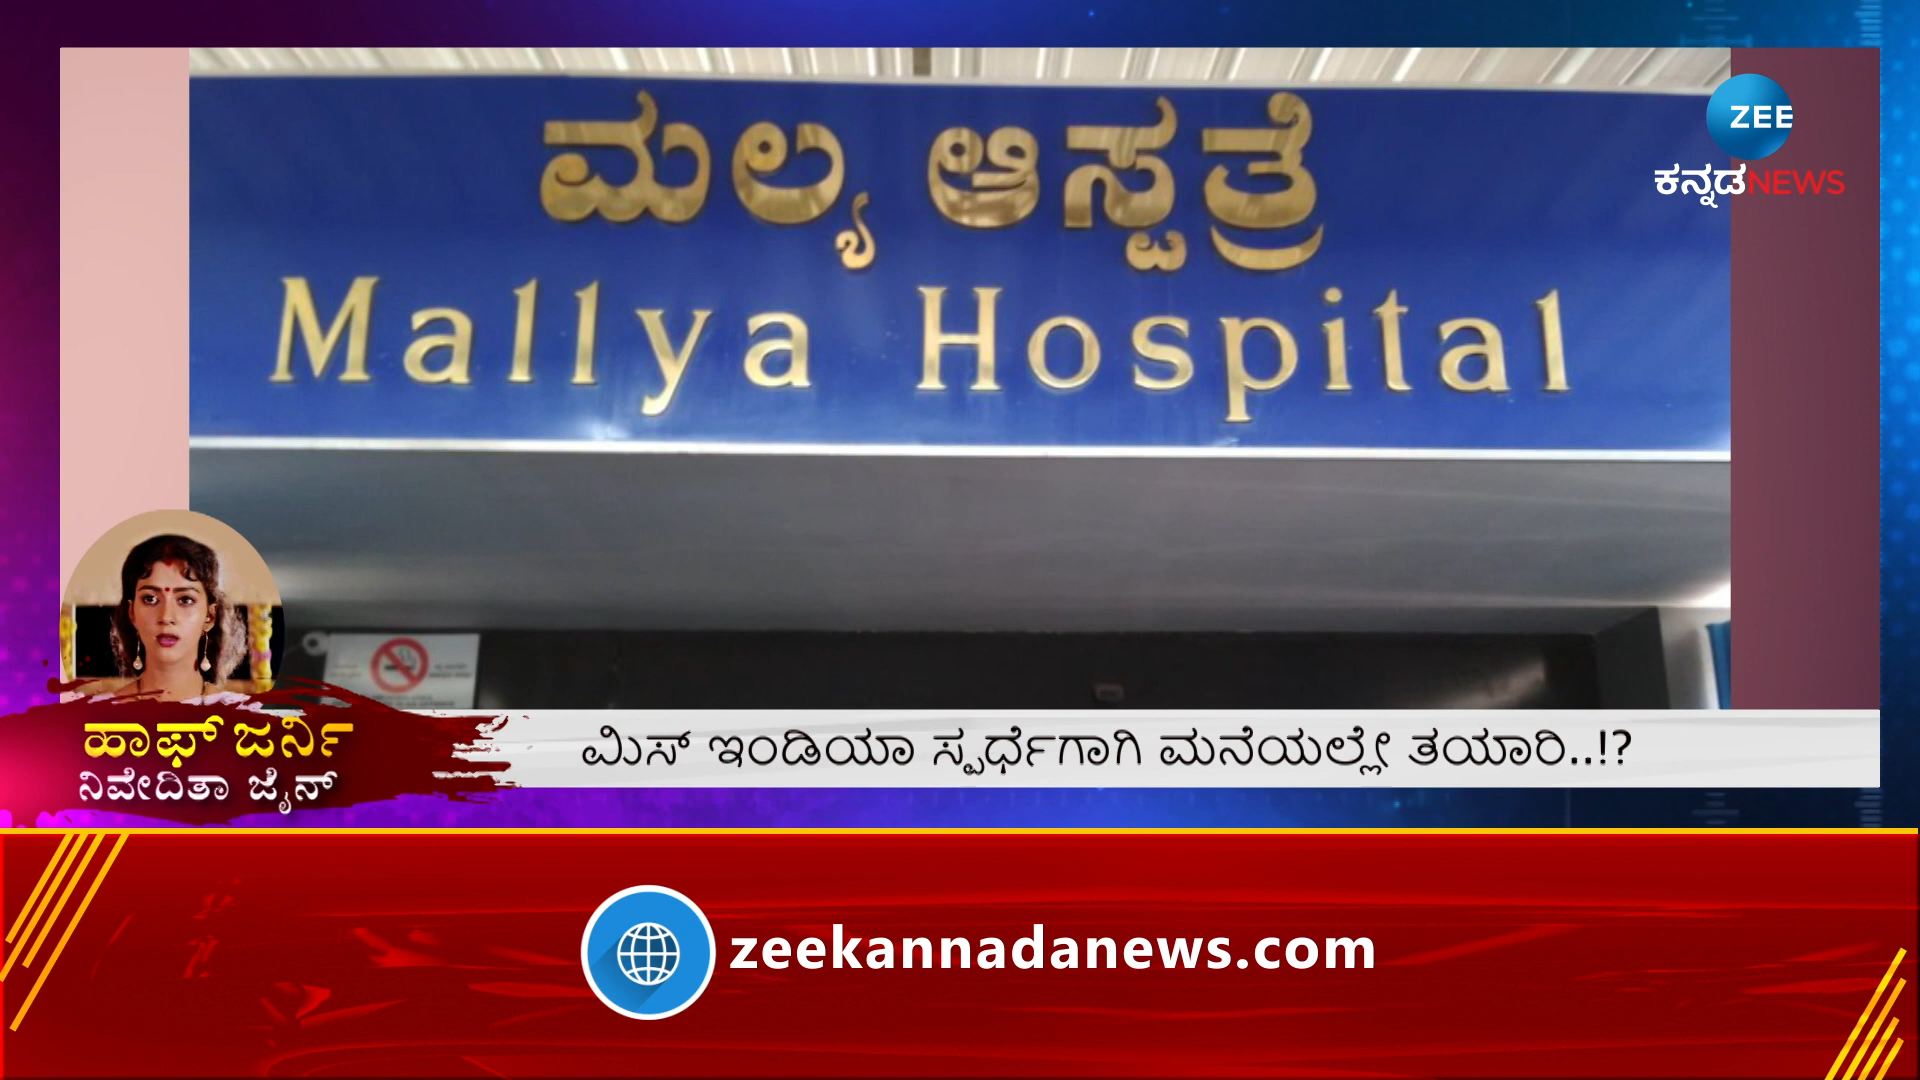 ಮಲ್ಯ ಆಸ್ಪತ್ರೆ
Mallya Hospital
ZEE
ಕನ್ನಡNEWS
ಹಾಫ್ ಜರ್ನಿ
ನಿವೇದಿತಾ ಜೈನ್
ಮಿಸ್ ಇಂಡಿಯಾ ಸ್ಪರ್ಧೆಗಾಗಿ ಮನೆಯಲ್ಲೇ ತಯಾರಿ..!?
zeekannadanews.com